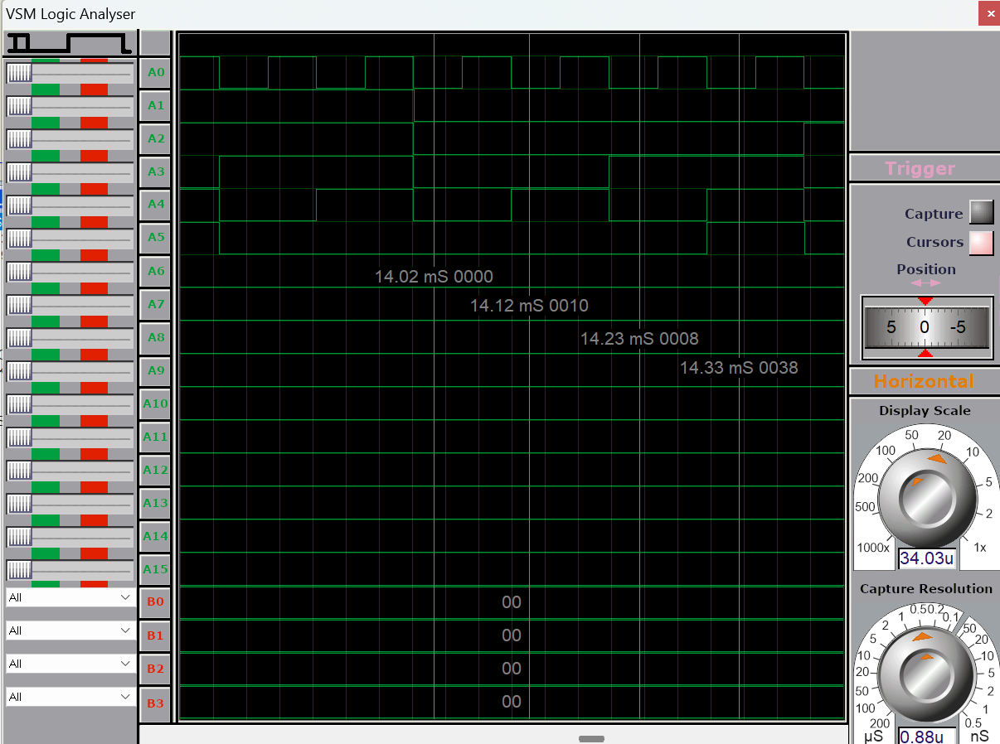 VSM Logic Analyser
A0
A1
A2
A3
A4
A5
A6
A7
A8
A9
A10
A11
A12
A13
A14
A15
B0
B1
B2
B3
All
All
All
All
14.02 mS 0000
14.12 mS 0010
14.23 mS 0008
14.33 mS 0038
00
00
00
00
Trigger
Capture
Cursors
Position
5 0 -5
Horizontal
Display Scale
1000x 500 200 100 50 20 10 5 2 1x
34.03u
Capture Resolution
200 100 50 20 10 5 2 1 0.5 0.2 0.1 50 20 10 5 2 1 0.5
µS nS
0.88u